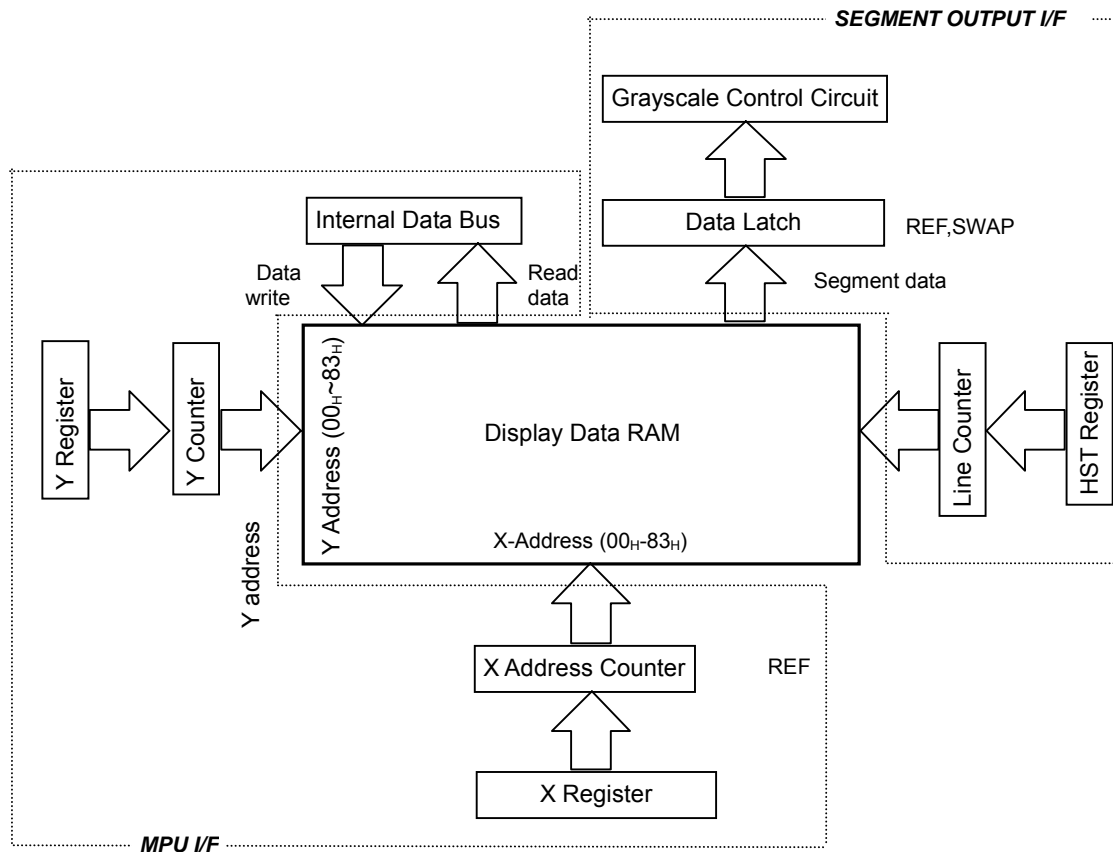 SEGMENT OUTPUT I/F
Grayscale Control Circuit
Internal Data Bus
Data Latch
REF,SWAP
Data
write
Read
data
Segment data
Y Register
Y Counter
Y Address (00H~83H)
Display Data RAM
Line Counter
HST Register
X-Address (00H-83H)
Y address
X Address Counter
REF
X Register
MPU I/F